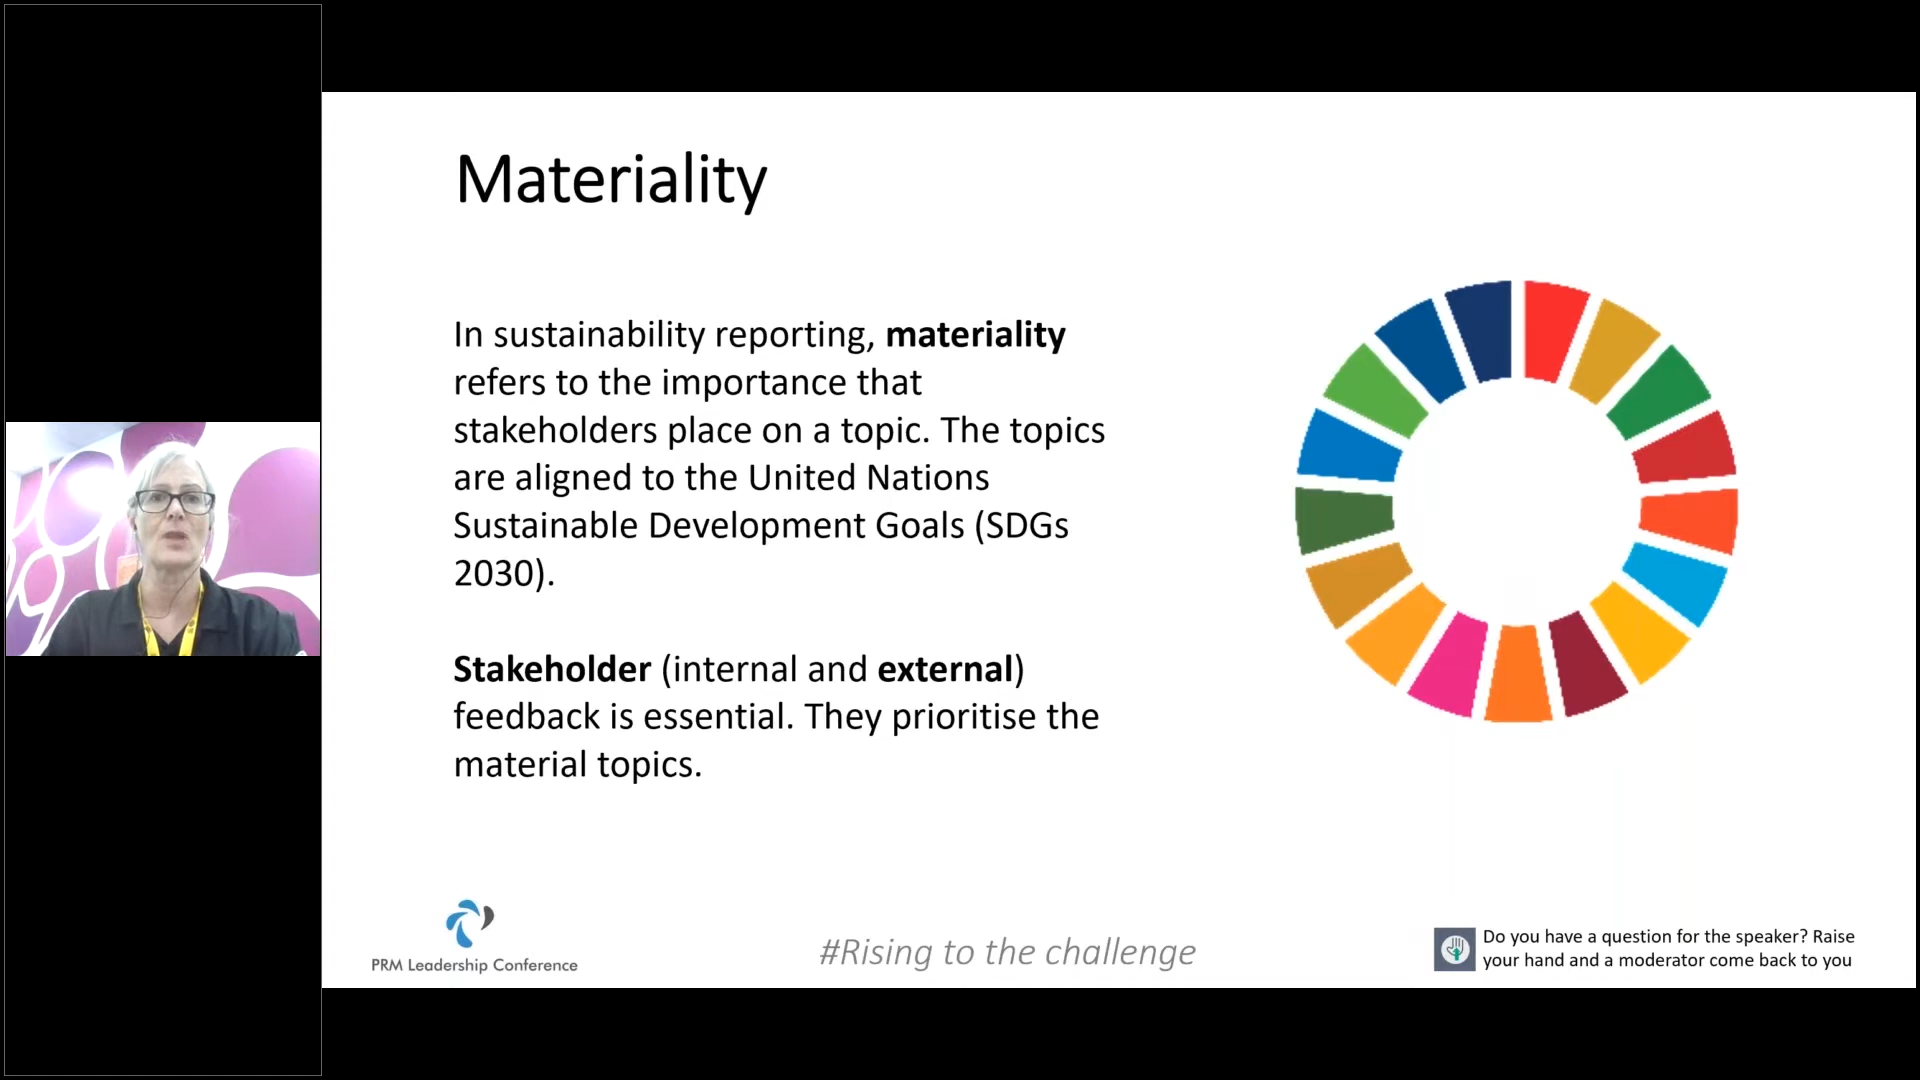 Materiality
In sustainability reporting, materiality
refers to the importance that
stakeholders place on a topic. The topics
are aligned to the United Nations
Sustainable Development Goals (SDGs
2030).
Stakeholder (internal and external)
feedback is essential. They prioritise the
material topics.
PRM Leadership Conference
#Rising to the challenge
Do you have a question for the speaker? Raise
your hand and a moderator come back to you